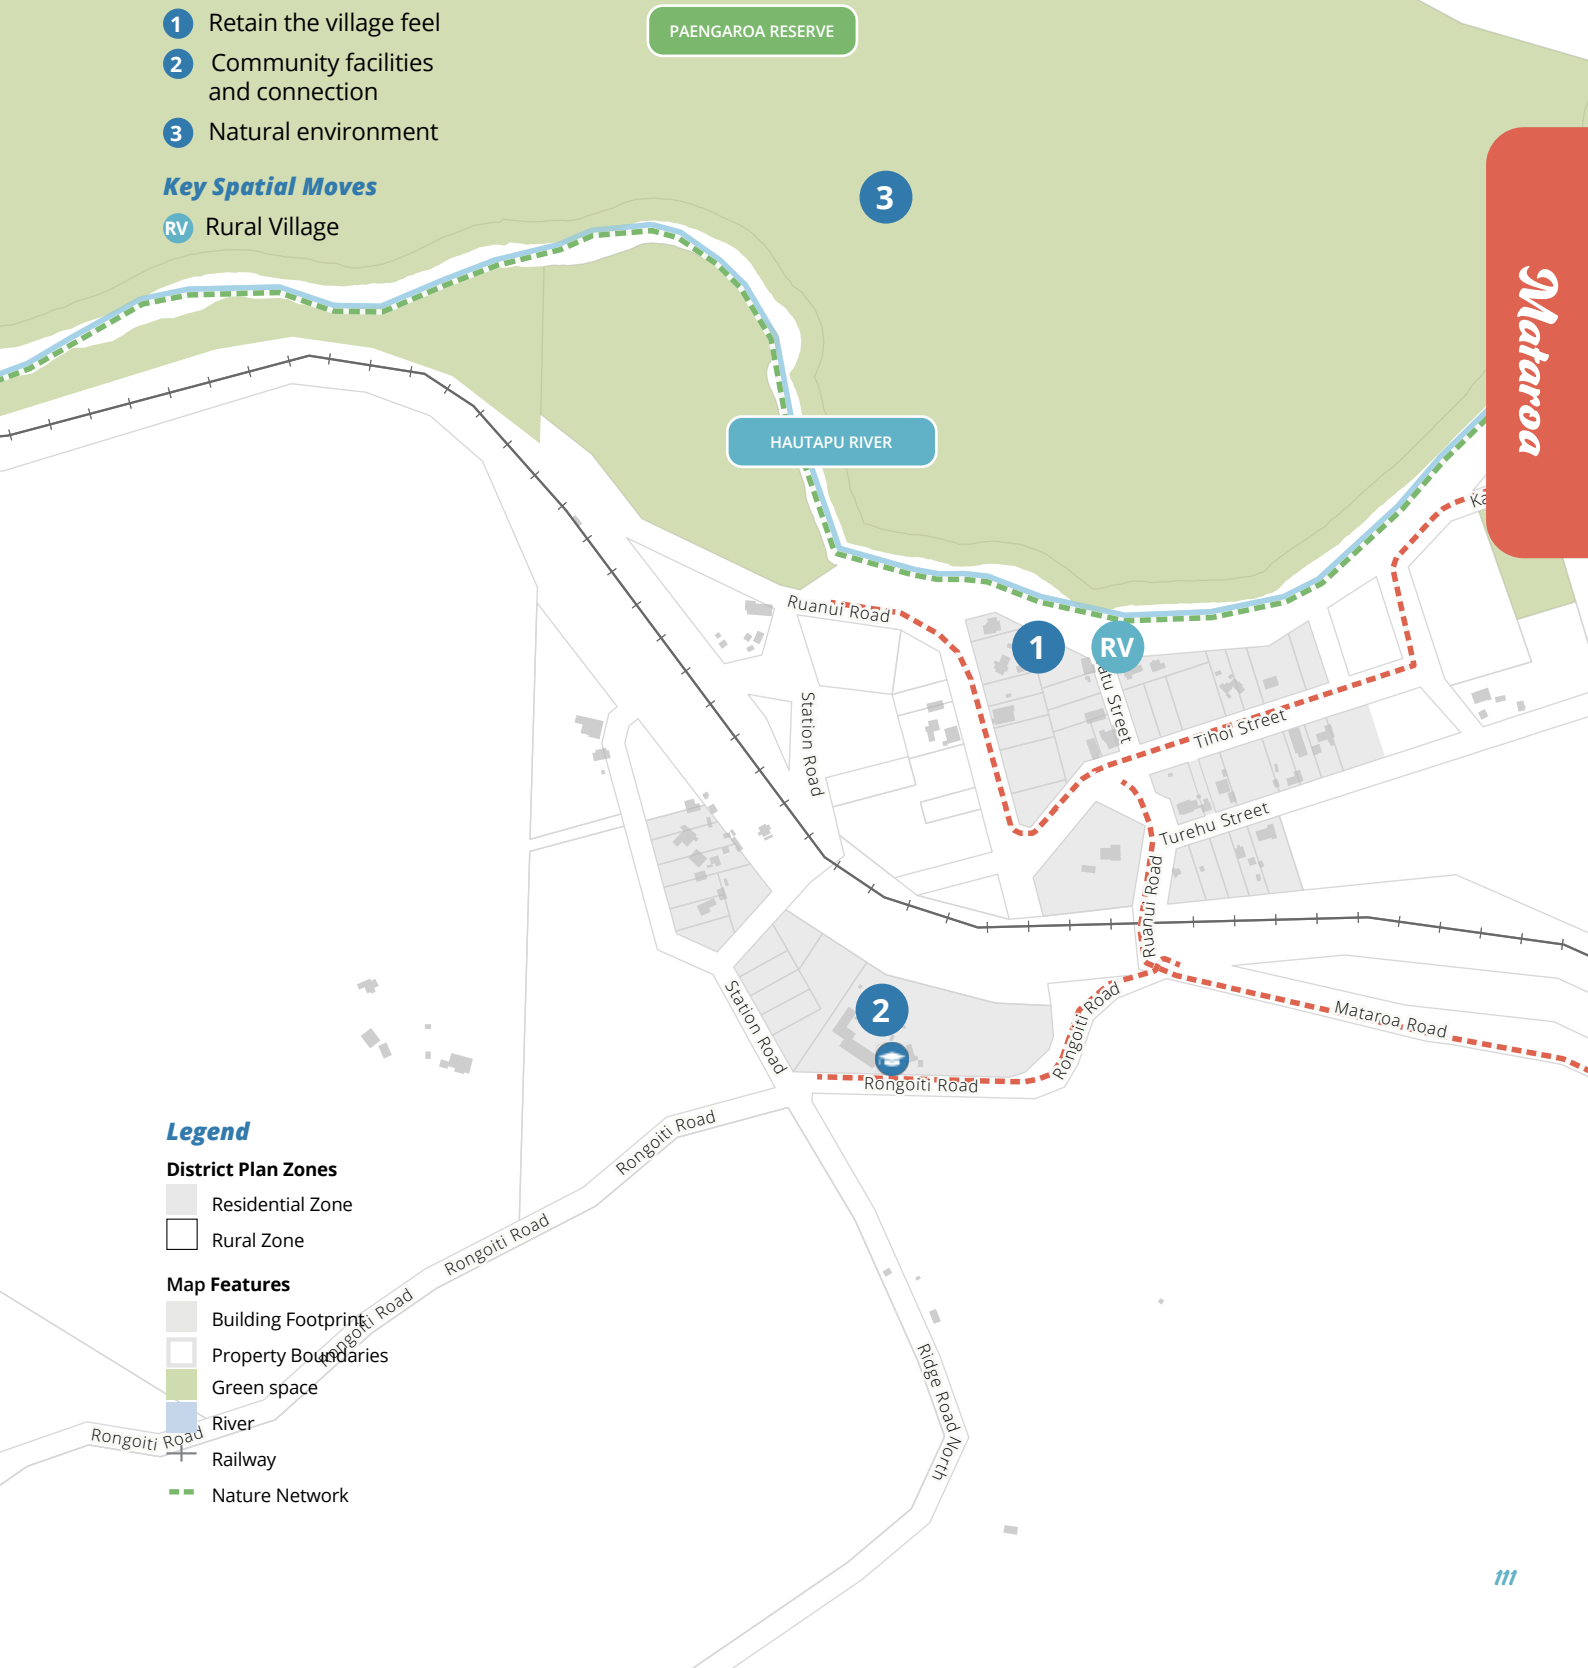 1 Retain the village feel
PAENGAROA RESERVE
2 Community facilities
and connection
3 Natural environment
Key Spatial Moves
RV Rural Village
3
Mataroa
HAUTAPU RIVER
Ruanui Road
1
RV
Street
Tihoi Street
Station Road
Turehu Street
Ruanui Road
Station Road
2
Rongoiti Road
Mataroa Road
Rongoiti Road
Rongoiti Road
Rongoiti Road
Rongoiti Road
Rongoiti Road
Ridge Road North
Legend
District Plan Zones
Residential Zone
Rural Zone
Map Features
Building Footprint
Property Boundaries
Green space
River
Railway
Nature Network
111